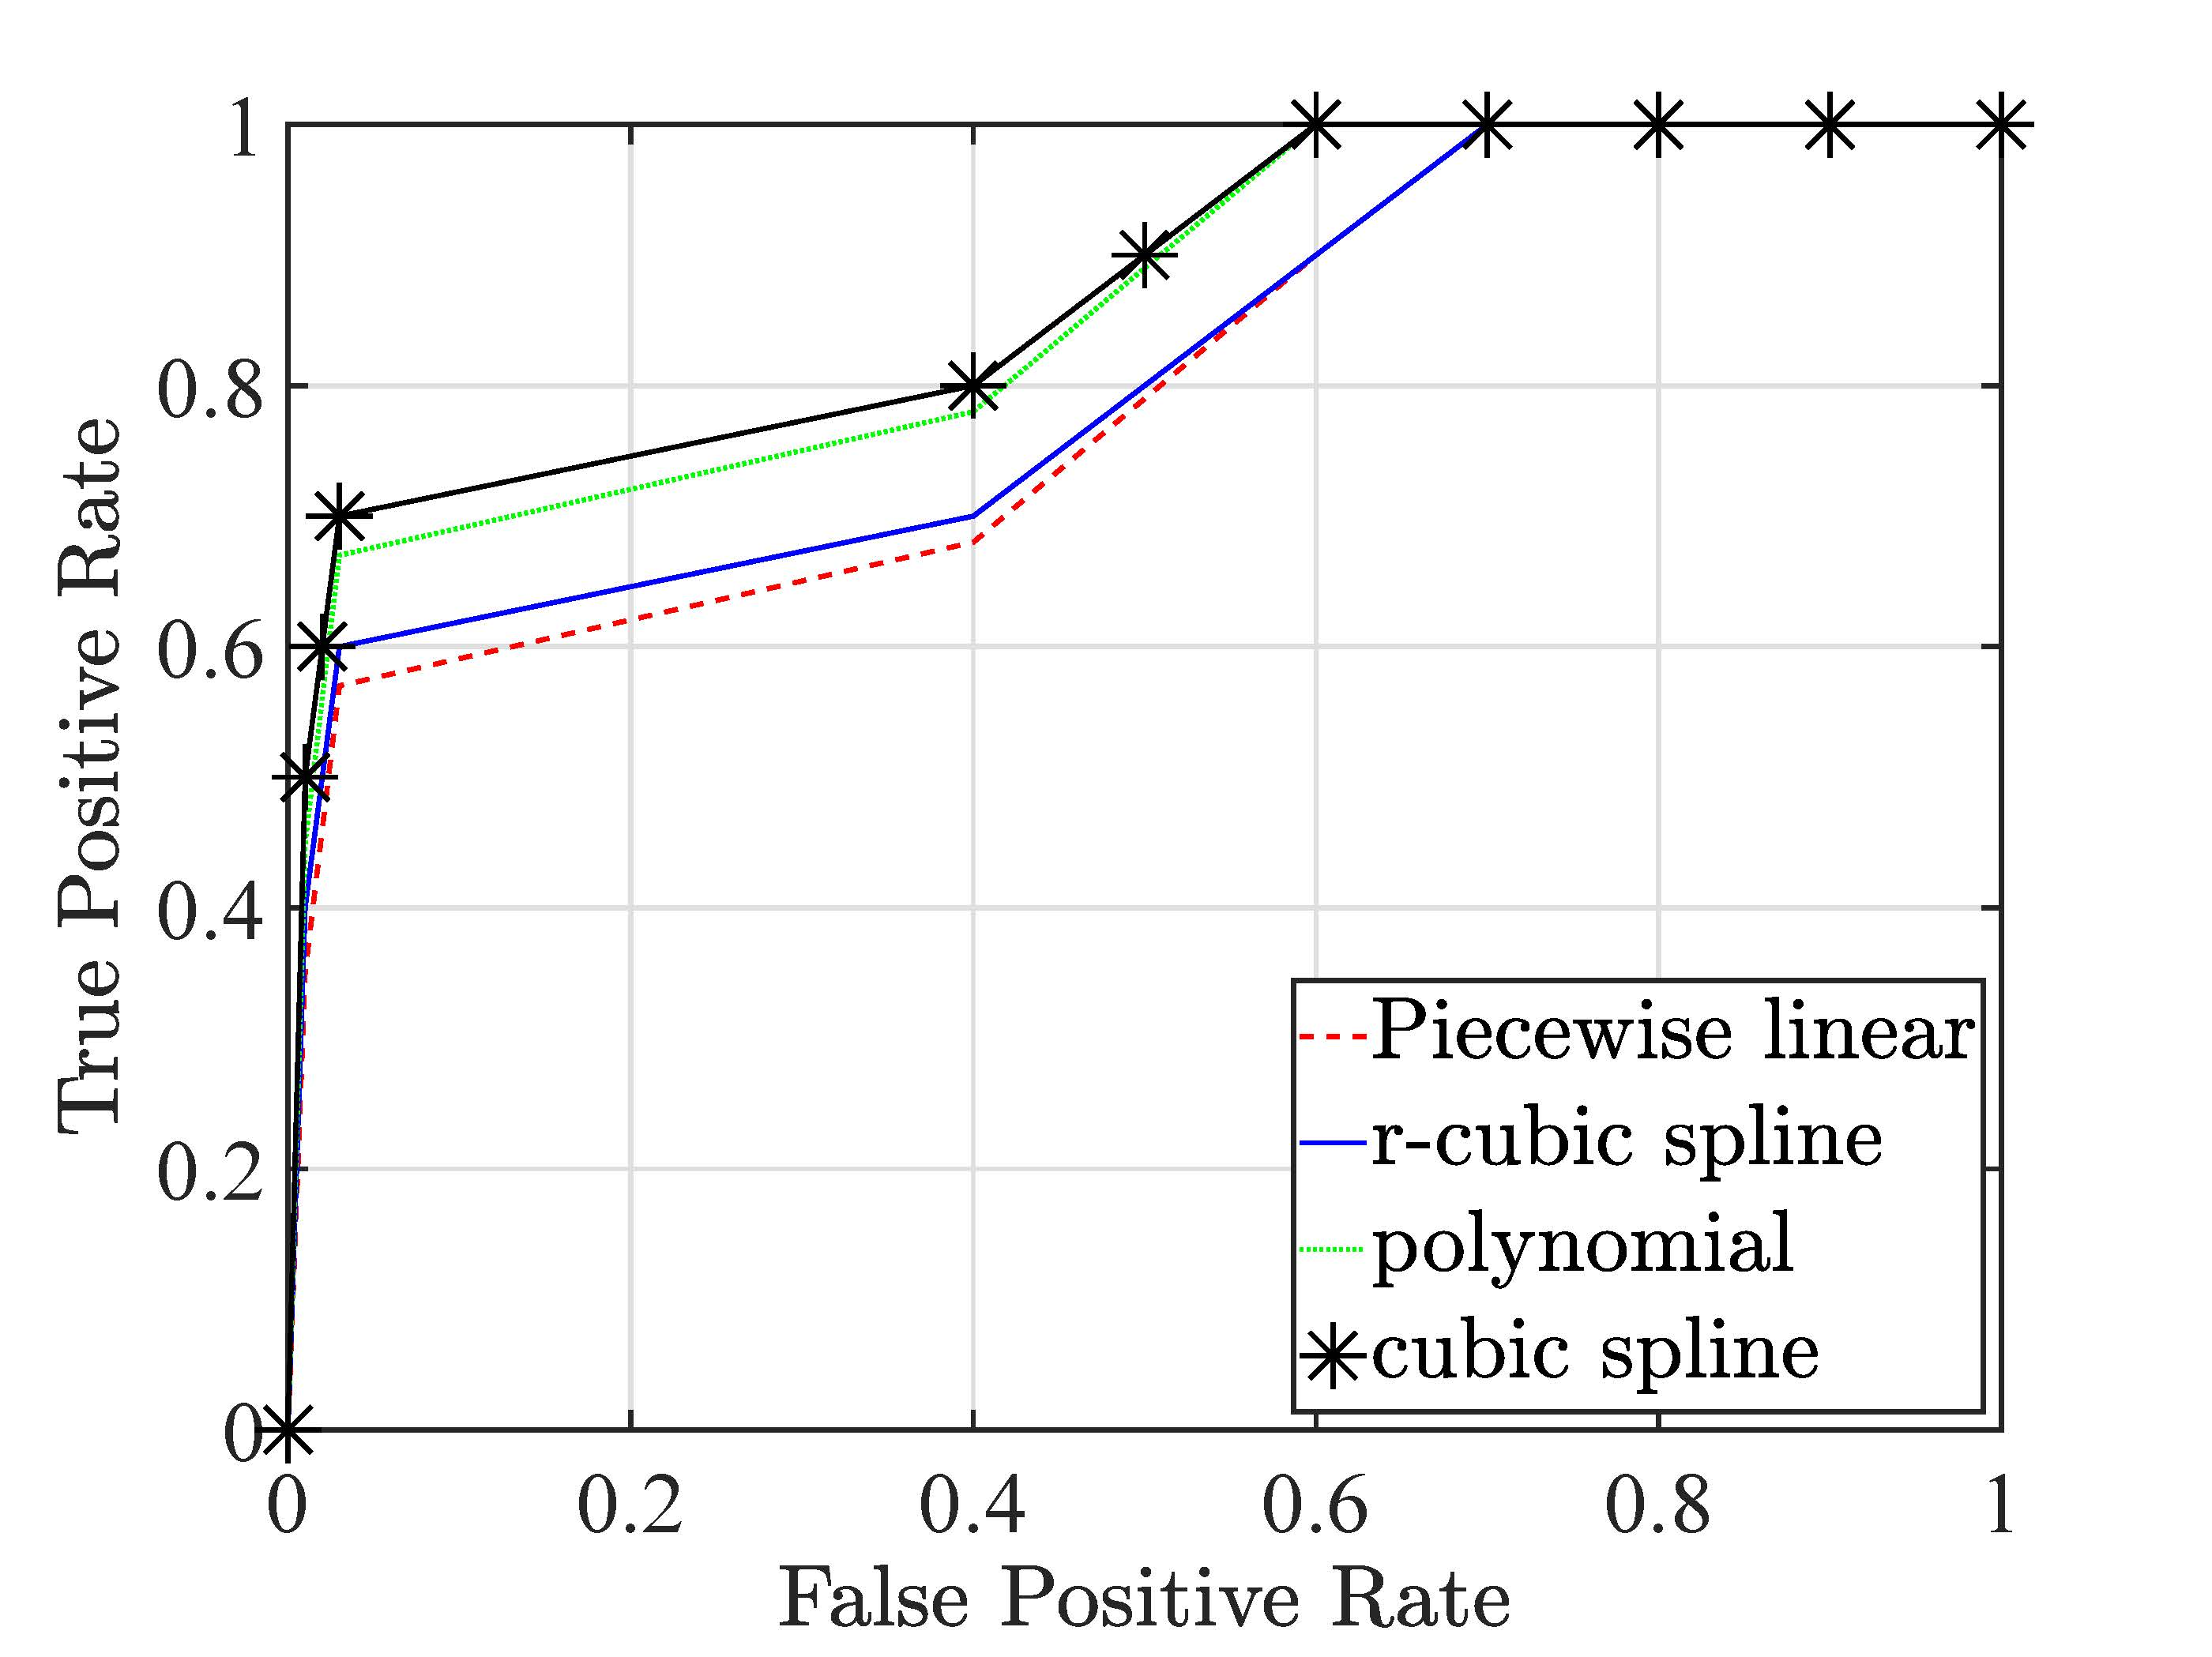 True Positive Rate
1
0.8
0.6
0.4
0.2
0
0 0.2 0.4 0.6 0.8 1
False Positive Rate
Piecewise linear
r-cubic spline
polynomial
cubic spline